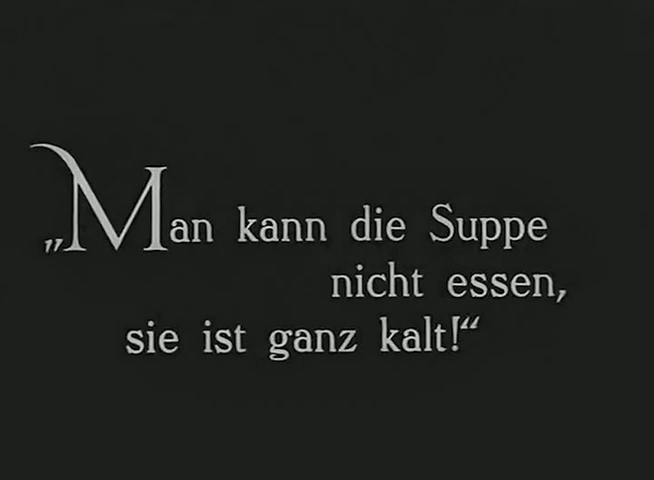 „Man kann die Suppe
nicht essen,
sie ist ganz kalt!“